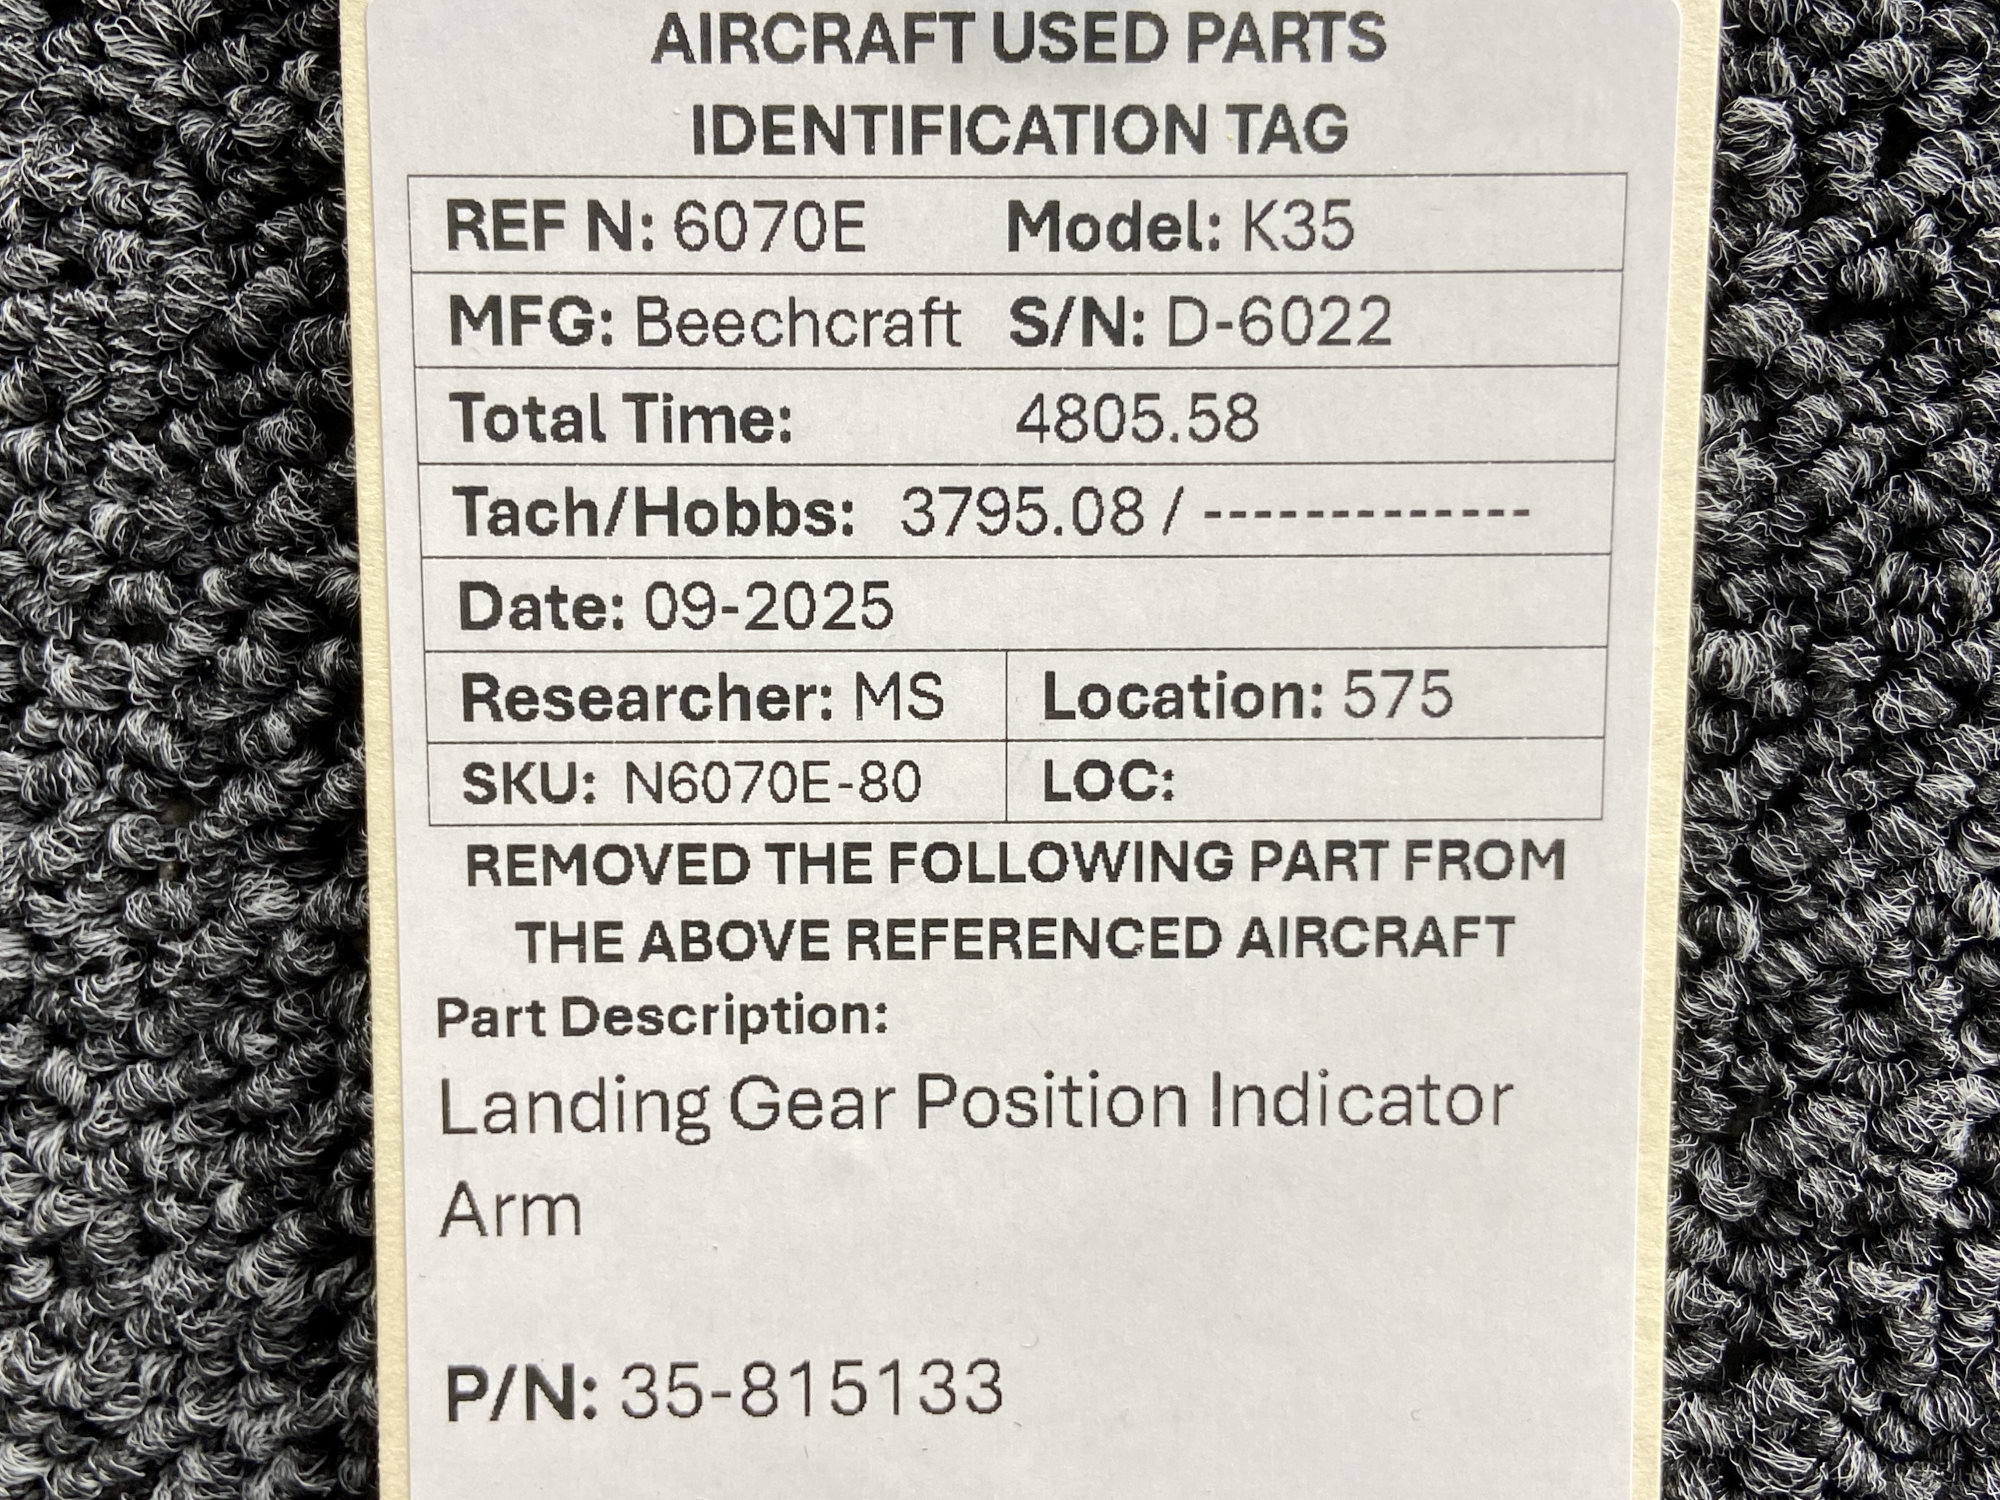 AIRCRAFT USED PARTS
IDENTIFICATION TAG
REF N: 6070E Model: K35
MFG: Beechcraft S/N: D-6022
Total Time: 4805.58
Tach/Hobbs: 3795.08 / -------------
Date: 09-2025
Researcher: MS Location: 575
SKU: N6070E-80 LOC:
REMOVED THE FOLLOWING PART FROM
THE ABOVE REFERENCED AIRCRAFT
Part Description:
Landing Gear Position Indicator
Arm
P/N: 35-815133